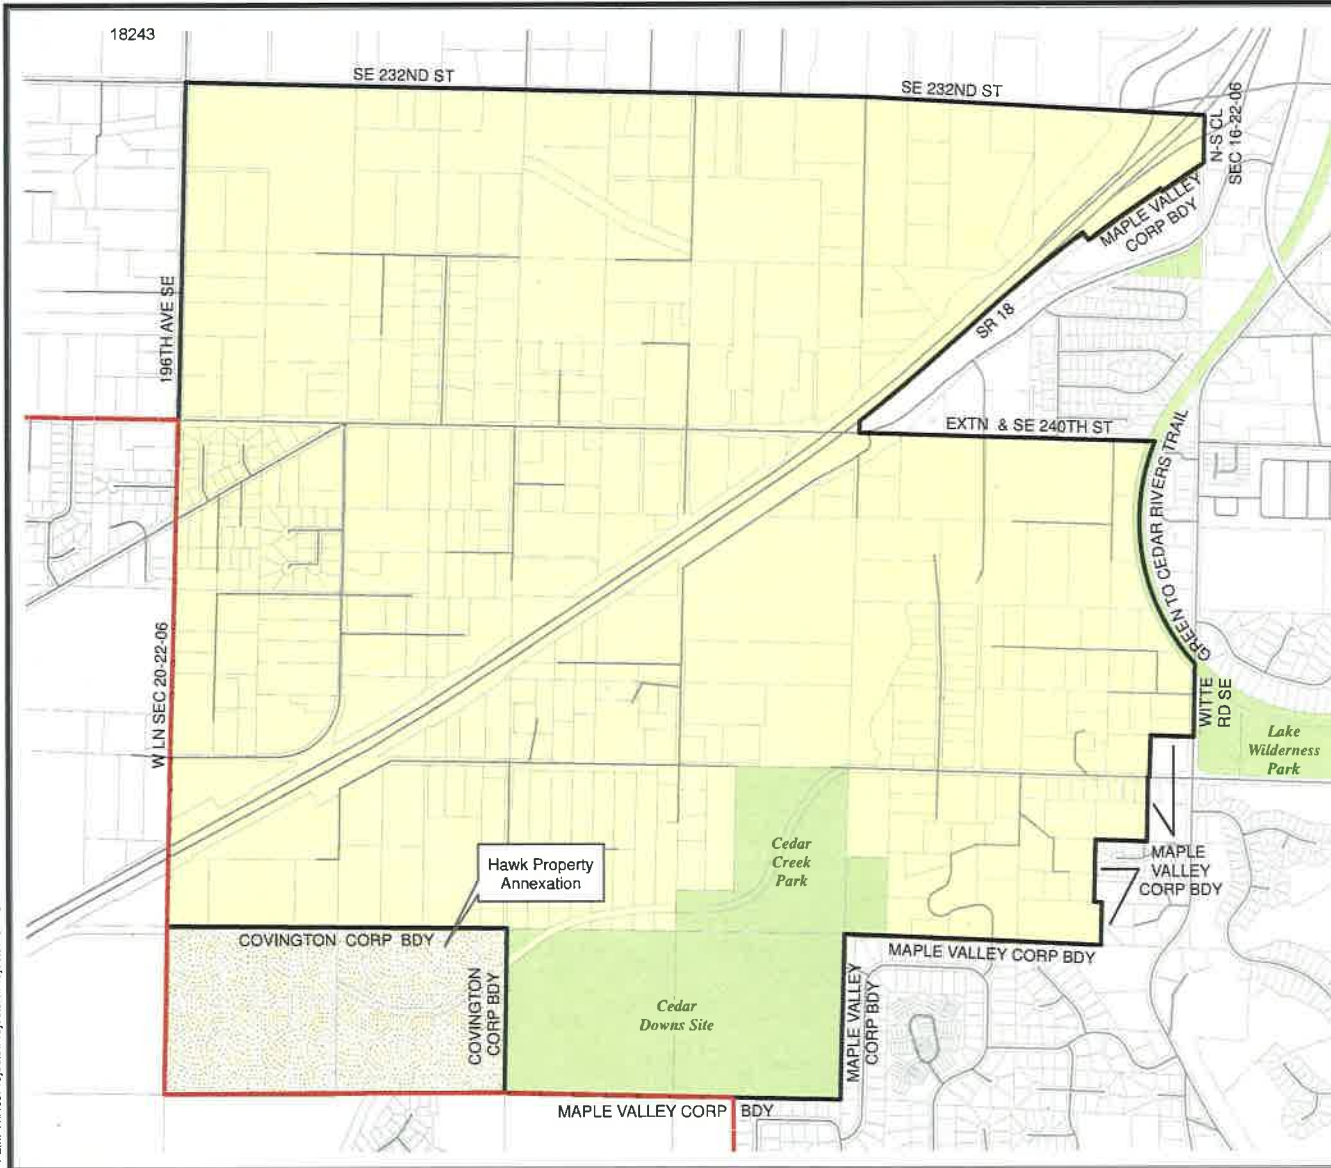 18243
SE 232ND ST
SE 232ND ST
N-S CL
SEC 16-22-06
MAPLE VALLEY
CORP BDY
196TH AVE SE
SR 18
EXTN & SE 240TH ST
GREEN TO CEDAR RIVERS TRAIL
W LN SEC 20-22-06
WITTE
RD SE
Lake
Wilderness
Park
Cedar
Creek
Park
Hawk Property
Annexation
MAPLE
VALLEY
CORP BDY
COVINGTON CORP BDY
MAPLE VALLEY CORP BDY
COVINGTON
CORP BDY
Cedar
Downs Site
MAPLE VALLEY
CORP BDY
MAPLE VALLEY CORP BDY